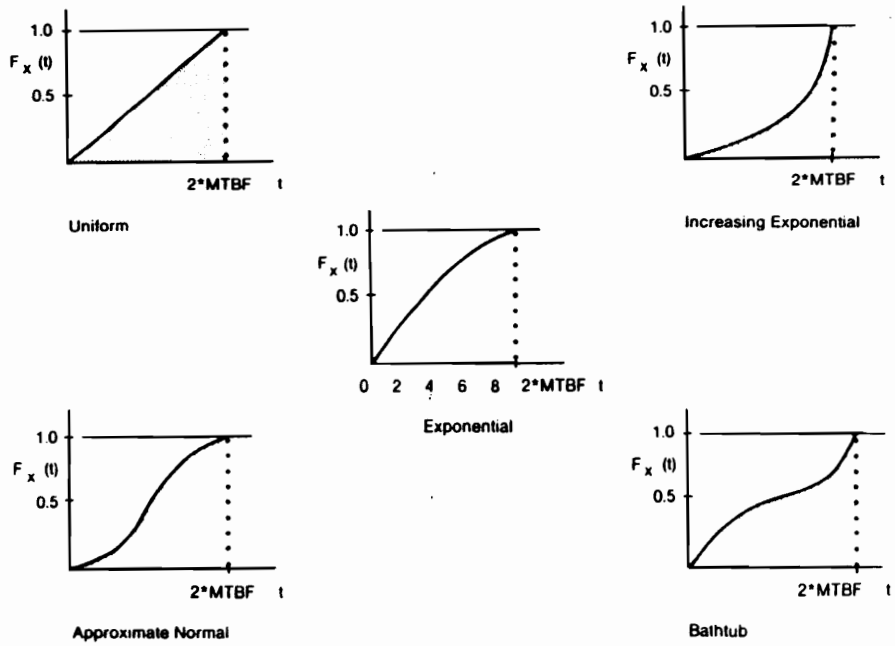 1.0
F x (t)
0.5
2*MTBF t
Uniform
1.0
F x (t)
0.5
2*MTBF t
Increasing Exponential
1.0
F x (t)
0.5
0 2 4 6 8 2*MTBF t
Exponential
1.0
F x (t)
0.5
2*MTBF t
Approximate Normal
1.0
F x (t)
0.5
2*MTBF t
Bathtub